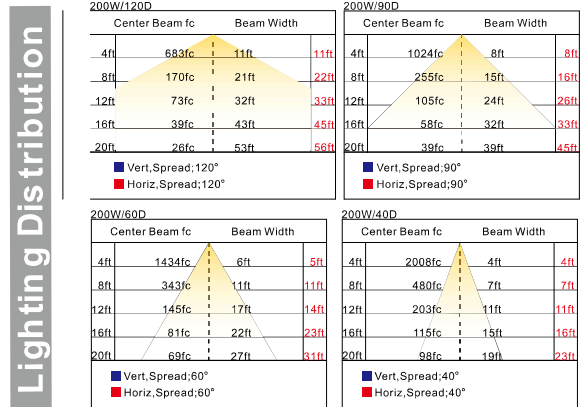 Lighting Distribution
200W/120D
Center Beam fc Beam Width
4ft 683fc 11ft 11ft
8ft 170fc 21ft 22ft
12ft 73fc 32ft 33ft
16ft 39fc 43ft 45ft
20ft 26fc 53ft 56ft
Vert,Spread;120°
Horiz,Spread;120°
200W/90D
Center Beam fc Beam Width
4ft 1024fc 8ft 8ft
8ft 255fc 15ft 16ft
12ft 105fc 24ft 26ft
16ft 58fc 32ft 33ft
20ft 39fc 39ft 45ft
Vert,Spread;90°
Horiz,Spread;90°
200W/60D
Center Beam fc Beam Width
4ft 1434fc 6ft 5ft
8ft 343fc 11ft 11ft
12ft 145fc 17ft 14ft
16ft 81fc 22ft 23ft
20ft 69fc 27ft 31ft
Vert,Spread;60°
Horiz,Spread;60°
200W/40D
Center Beam fc Beam Width
4ft 2008fc 4ft 4ft
8ft 480fc 7ft 7ft
12ft 203fc 11ft 11ft
16ft 115fc 15ft 16ft
20ft 98fc 19ft 23ft
Vert,Spread;40°
Horiz,Spread;40°